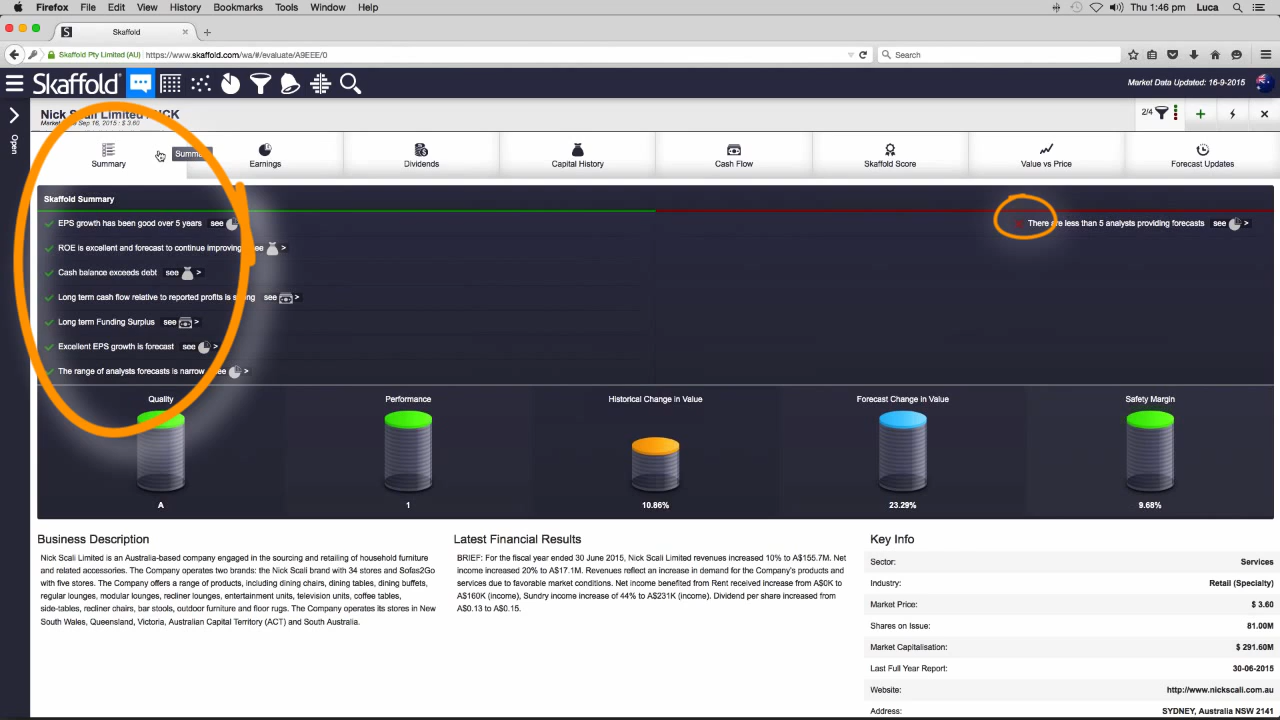 Firefox File Edit View History Bookmarks Tools Window Help
Thu 1:46 pm Luca
Skaffold
Skaffold Pty Limited (AU) https://www.skaffold.com/wa/#/evaluate/A9EEE/0
Search
Skaffold
Market Data Updated: 16-9-2015
Open
Nick Scali Limited NCK
Sep 16, 2015 - $ 3.60
2/4
Summary
Summary
Earnings
Dividends
Capital History
Cash Flow
Skaffold Score
Value vs Price
Forecast Updates
Skaffold Summary
EPS growth has been good over 5 years see
There are less than 5 analysts providing forecasts see >
ROE is excellent and forecast to continue improving see >
Cash balance exceeds debt see >
Long term cash flow relative to reported profits is strong see >
Long term Funding Surplus see >
Excellent EPS growth is forecast see >
The range of analysts forecasts is narrow see >
Quality
Performance
Historical Change in Value
Forecast Change in Value
Safety Margin
A
1
10.86%
23.29%
9.68%
Business Description
Nick Scali Limited is an Australia-based company engaged in the sourcing and retailing of household furniture
and related accessories. The Company operates two brands: the Nick Scali brand with 34 stores and Sofas2Go
with five stores. The Company offers a range of products, including dining chairs, dining tables, dining buffets,
regular lounges, modular lounges, recliner lounges, entertainment units, television units, coffee tables,
side-tables, recliner chairs, bar stools, outdoor furniture and floor rugs. The Company operates its stores in New
South Wales, Queensland, Victoria, Australian Capital Territory (ACT) and South Australia.
Latest Financial Results
BRIEF: For the fiscal year ended 30 June 2015, Nick Scali Limited revenues increased 10% to A$155.7M. Net
income increased 20% to A$17.1M. Revenues reflect an increase in demand for the Company's products and
services due to favorable market conditions. Net income benefited from Rent received increase from A$0K to
A$160K (income), Sundry income increase of 44% to A$231K (income). Dividend per share increased from
A$0.13 to A$0.15.
Key Info
Sector: Services
Industry: Retail (Specialty)
Market Price: $ 3.60
Shares on Issue: 81.00M
Market Capitalisation: $ 291.60M
Last Full Year Report: 30-06-2015
Website: http://www.nickscali.com.au
Address: SYDNEY, Australia NSW 2141